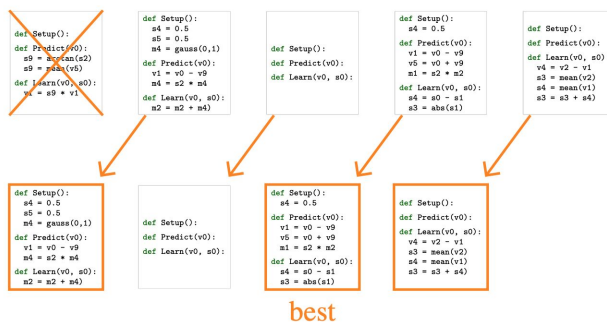 def Setup():
def Predict(v0):
s9 = arctan(s2)
s9 = mean(v5)
def Learn(v0, s0):
v1 = s9 * v1
def Setup():
s4 = 0.5
s5 = 0.5
m4 = gauss(0,1)
def Predict(v0):
v1 = v0 - v9
m4 = s2 * m4
def Learn(v0, s0):
m2 = m2 + m4)
def Setup():
def Predict(v0):
def Learn(v0, s0):
def Setup():
s4 = 0.5
def Predict(v0):
v1 = v0 - v9
v5 = v0 + v9
m1 = s2 * m2
def Learn(v0, s0):
s4 = s0 - s1
s3 = abs(s1)
def Setup():
def Predict(v0):
def Learn(v0, s0)
v4 = v2 - v1
s3 = mean(v2)
s4 = mean(v1)
s3 = s3 + s4)
def Setup():
s4 = 0.5
s5 = 0.5
m4 = gauss(0,1)
def Predict(v0):
v1 = v0 - v9
m4 = s2 * m4
def Learn(v0, s0):
m2 = m2 + m4)
def Setup():
def Predict(v0):
def Learn(v0, s0):
def Setup():
s4 = 0.5
def Predict(v0):
v1 = v0 - v9
v5 = v0 + v9
m1 = s2 * m2
def Learn(v0, s0):
s4 = s0 - s1
s3 = abs(s1)
def Setup():
def Predict(v0):
def Learn(v0, s0):
v4 = v2 - v1
s3 = mean(v2)
s4 = mean(v1)
s3 = s3 + s4)
best